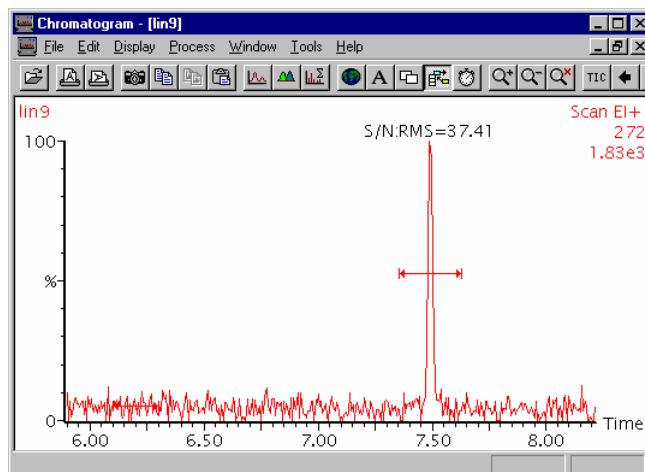 Chromatogram - [lin9]
File Edit Display Process Window Tools Help
A A TIC
lin9 Scan EI+
S/N:RMS=37.41 272
100 1.83e3
%
0 Time
6.00 6.50 7.00 7.50 8.00